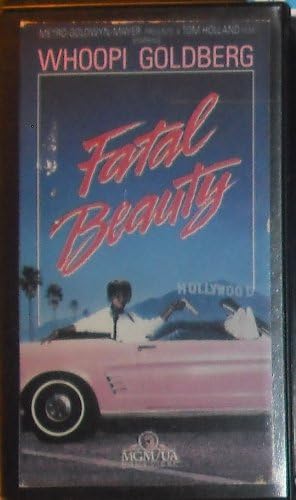 METRO-GOLDWYN-MAYER PRESENTS A TOM HOLLAND FILM
WHOOPI GOLDBERG
Fatal
Beauty
HOLLYWOOD
MGM/UA